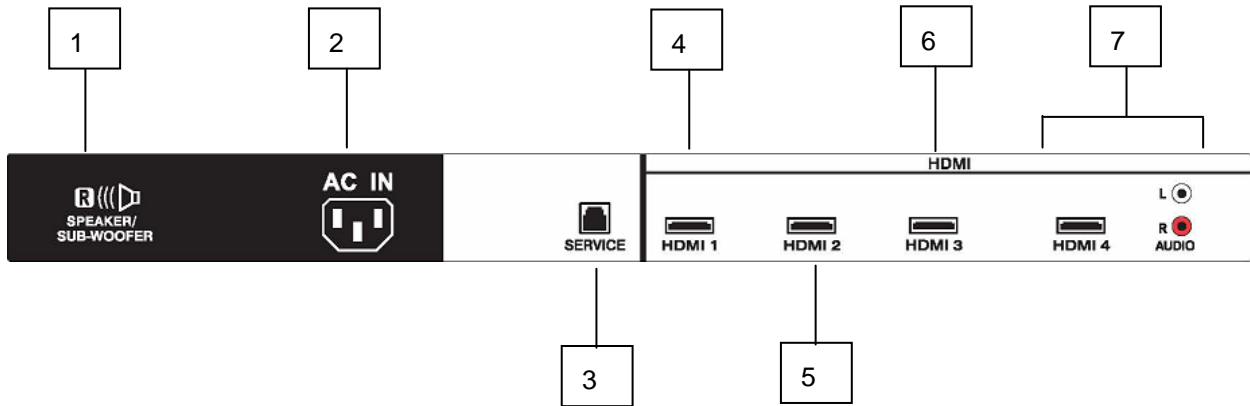 1
2
4
6
7
HDMI
AC IN
R
SPEAKER/
SUB-WOOFER
SERVICE
HDMI 1
HDMI 2
HDMI 3
HDMI 4
L
R
AUDIO
3
5